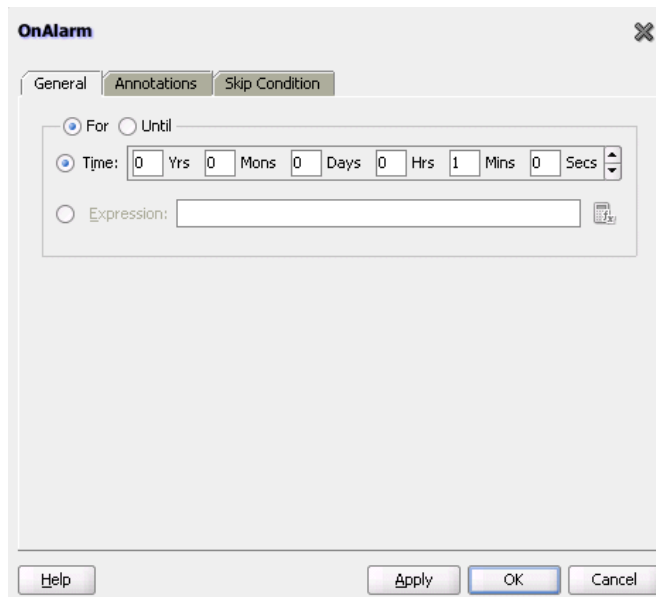 OnAlarm
General Annotations Skip Condition
For Until
Time: 0 Yrs 0 Mons 0 Days 0 Hrs 1 Mins 0 Secs
Expression:
Help Apply OK Cancel